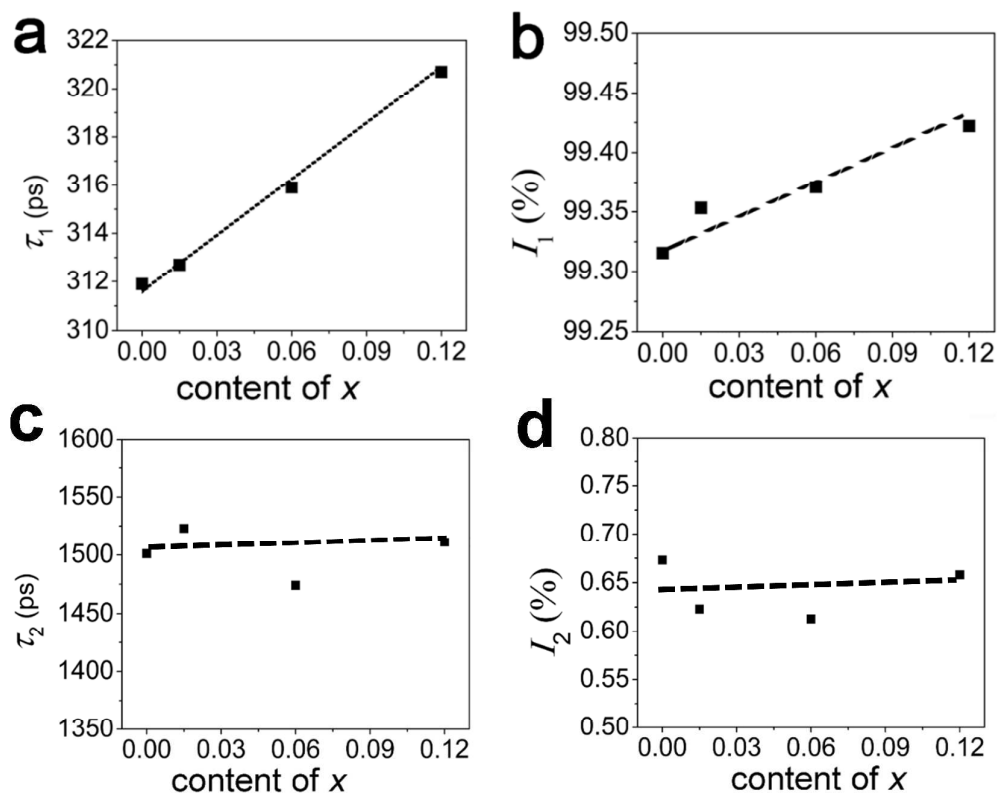 a
322
320
318
316
314
312
310
τ1 (ps)
0.00 0.03 0.06 0.09 0.12
content of x
b
99.50
99.45
99.40
99.35
99.30
99.25
I1 (%)
0.00 0.03 0.06 0.09 0.12
content of x
c
1600
1550
1500
1450
1400
1350
τ2 (ps)
0.00 0.03 0.06 0.09 0.12
content of x
d
0.80
0.75
0.70
0.65
0.60
0.55
0.50
I2 (%)
0.00 0.03 0.06 0.09 0.12
content of x